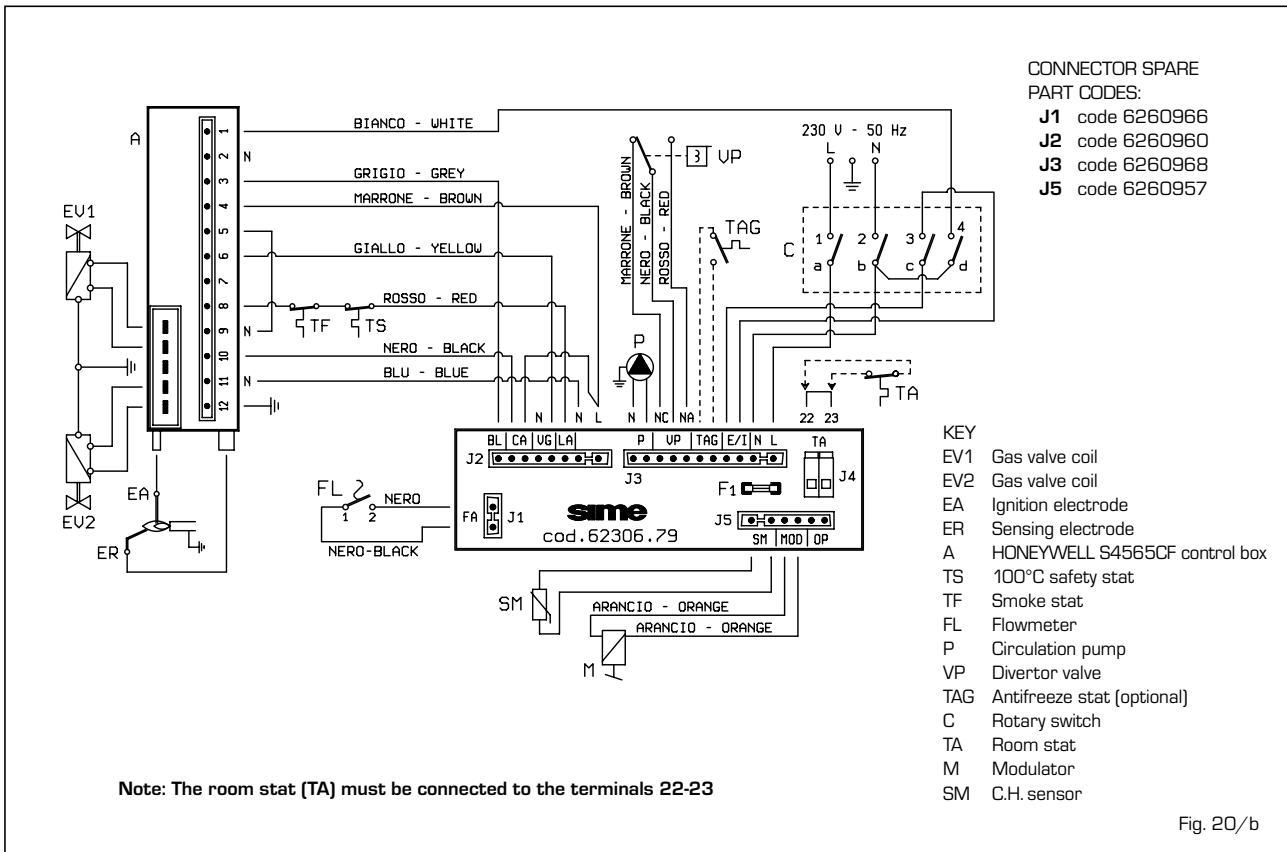 CONNECTOR SPARE
PART CODES:
J1 code 6260966
J2 code 6260960
J3 code 6260968
J5 code 6260957
230 V - 50 Hz
L
N
A
1
2
N
3
4
5
6
7
8
9
N
10
11
N
12
BIANCO - WHITE
GRIGIO - GREY
MARRONE - BROWN
GIALLO - YELLOW
ROSSO - RED
TF
TS
NERO - BLACK
BLU - BLUE
EV1
EV2
EA
ER
MARRONE - BROWN
NERO - BLACK
ROSSO - RED
VP
TAG
C
1
2
3
4
a
b
c
d
P
TA
22 23
N
N
L
N
NC
NA
BL CA VG LA
P VP TAG E/I N L
TA
J2
J3
J4
F1
FL
1 2
NERO
NERO-BLACK
FA
J1
sime
cod.62306.79
J5
SM MOD OP
SM
ARANCIO - ORANGE
ARANCIO - ORANGE
M
KEY
EV1 Gas valve coil
EV2 Gas valve coil
EA Ignition electrode
ER Sensing electrode
A HONEYWELL S4565CF control box
TS 100°C safety stat
TF Smoke stat
FL Flowmeter
P Circulation pump
VP Divertor valve
TAG Antifreeze stat (optional)
C Rotary switch
TA Room stat
M Modulator
SM C.H. sensor
Note: The room stat (TA) must be connected to the terminals 22-23
Fig. 20/b